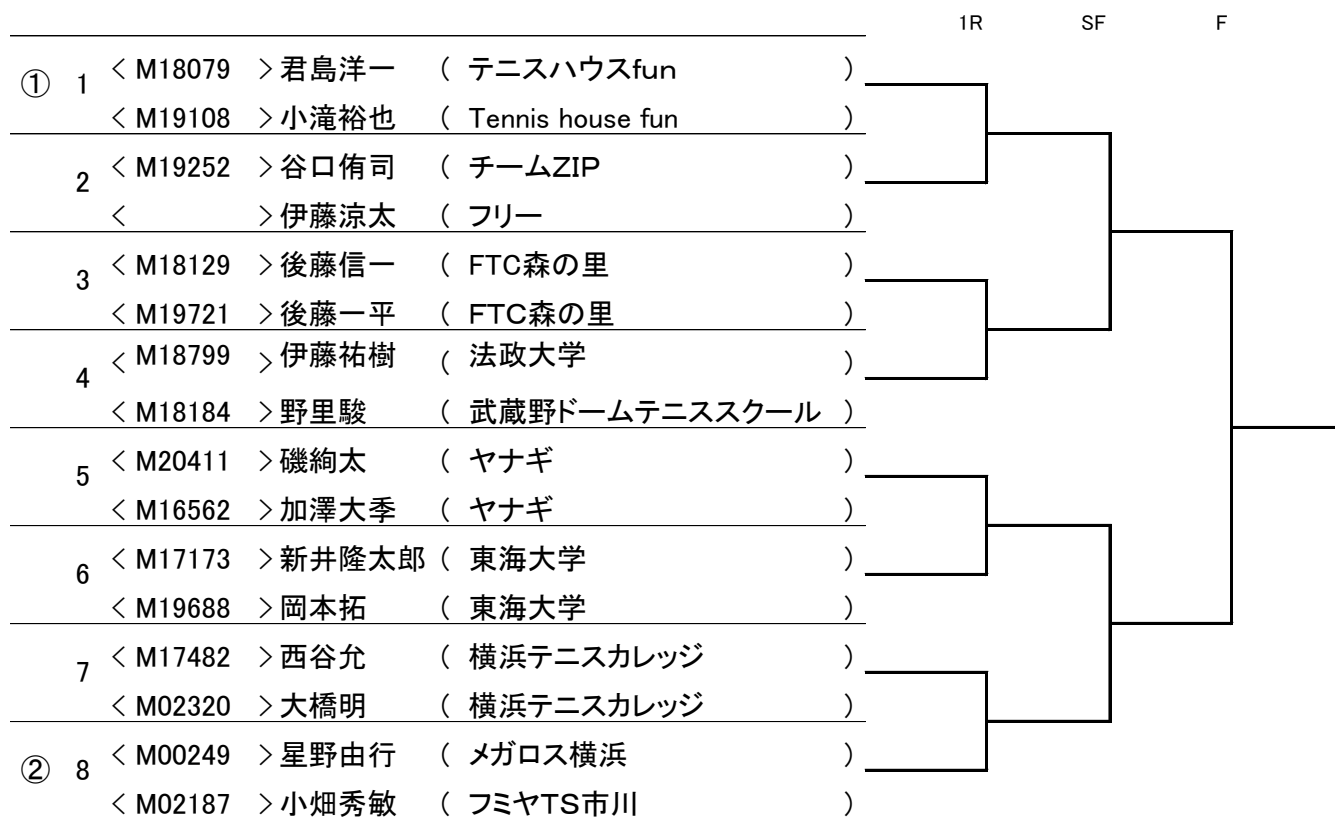 1R SF F
① 1 < M18079 > 君島洋一 ( テニスハウスfun )
< M19108 > 小滝裕也 ( Tennis house fun )
2 < M19252 > 谷口侑司 ( チームZIP )
< > 伊藤涼太 ( フリー )
3 < M18129 > 後藤信一 ( FTC森の里 )
< M19721 > 後藤一平 ( FTC森の里 )
4 < M18799 > 伊藤祐樹 ( 法政大学 )
< M18184 > 野里駿 ( 武蔵野ドームテニススクール )
5 < M20411 > 磯絢太 ( ヤナギ )
< M16562 > 加澤大季 ( ヤナギ )
6 < M17173 > 新井隆太郎 ( 東海大学 )
< M19688 > 岡本拓 ( 東海大学 )
7 < M17482 > 西谷允 ( 横浜テニスカレッジ )
< M02320 > 大橋明 ( 横浜テニスカレッジ )
② 8 < M00249 > 星野由行 ( メガロス横浜 )
< M02187 > 小畑秀敏 ( フミヤTS市川 )